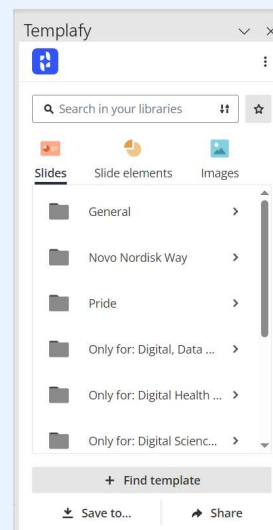 Templafy
Search in your libraries
Slides Slide elements Images
General
Novo Nordisk Way
Pride
Only for: Digital, Data ...
Only for: Digital Health ...
Only for: Digital Scienc...
+ Find template
Save to... Share